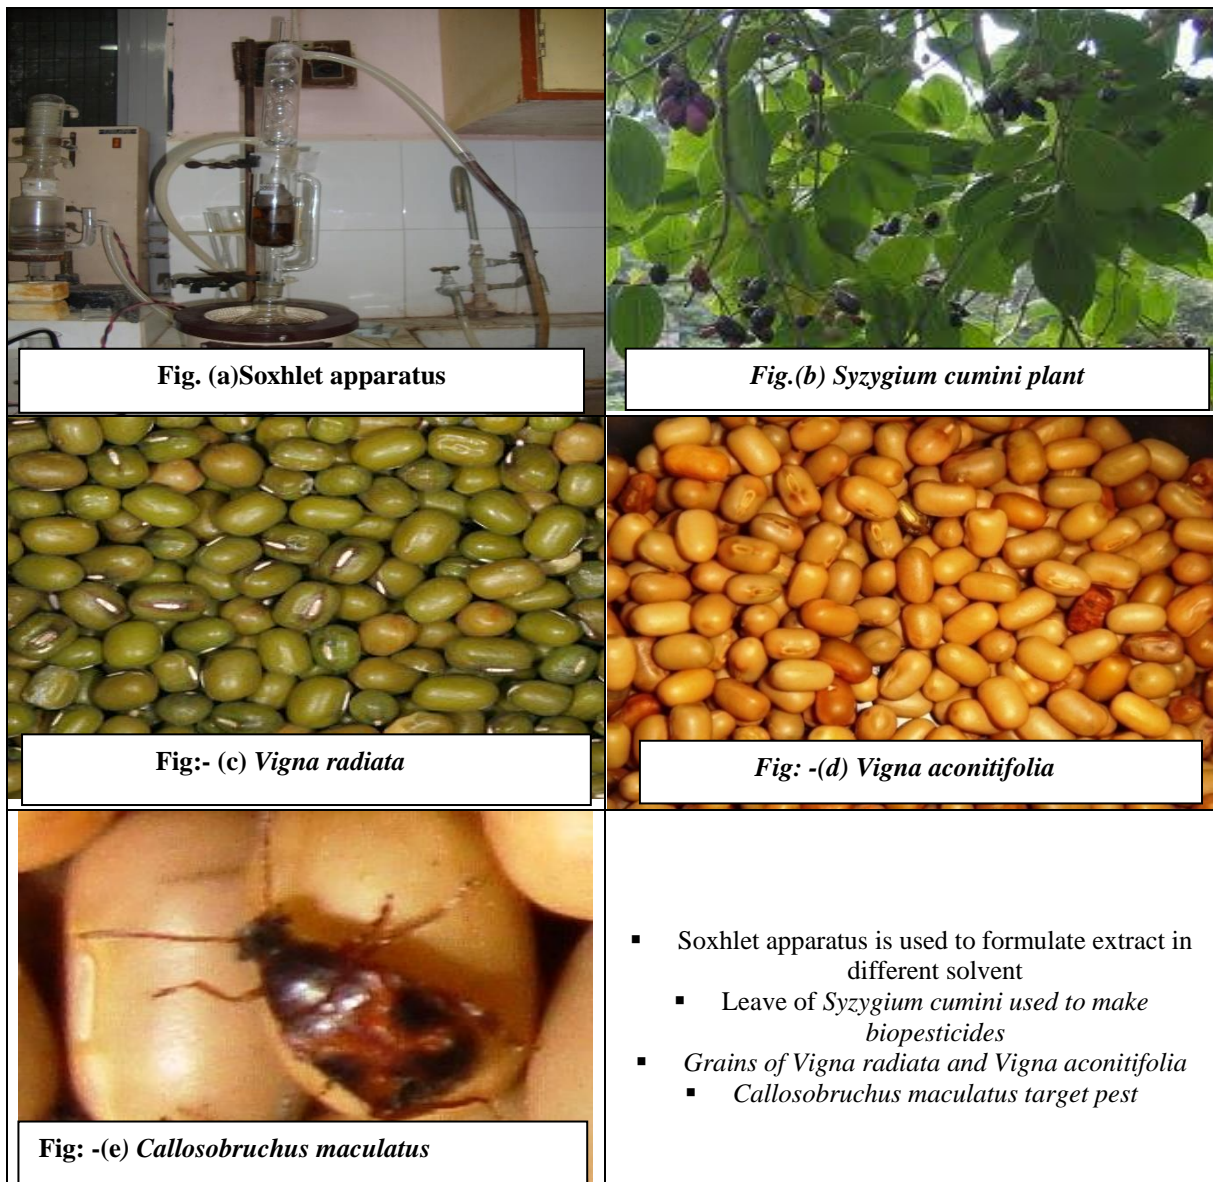 Fig. (a)Soxhlet apparatus
Fig.(b) Syzygium cumini plant
Fig:- (c) Vigna radiata
Fig: -(d) Vigna aconitifolia
Fig: -(e) Callosobruchus maculatus
▪ Soxhlet apparatus is used to formulate extract in
different solvent
▪ Leave of Syzygium cumini used to make
biopesticides
▪ Grains of Vigna radiata and Vigna aconitifolia
▪ Callosobruchus maculatus target pest